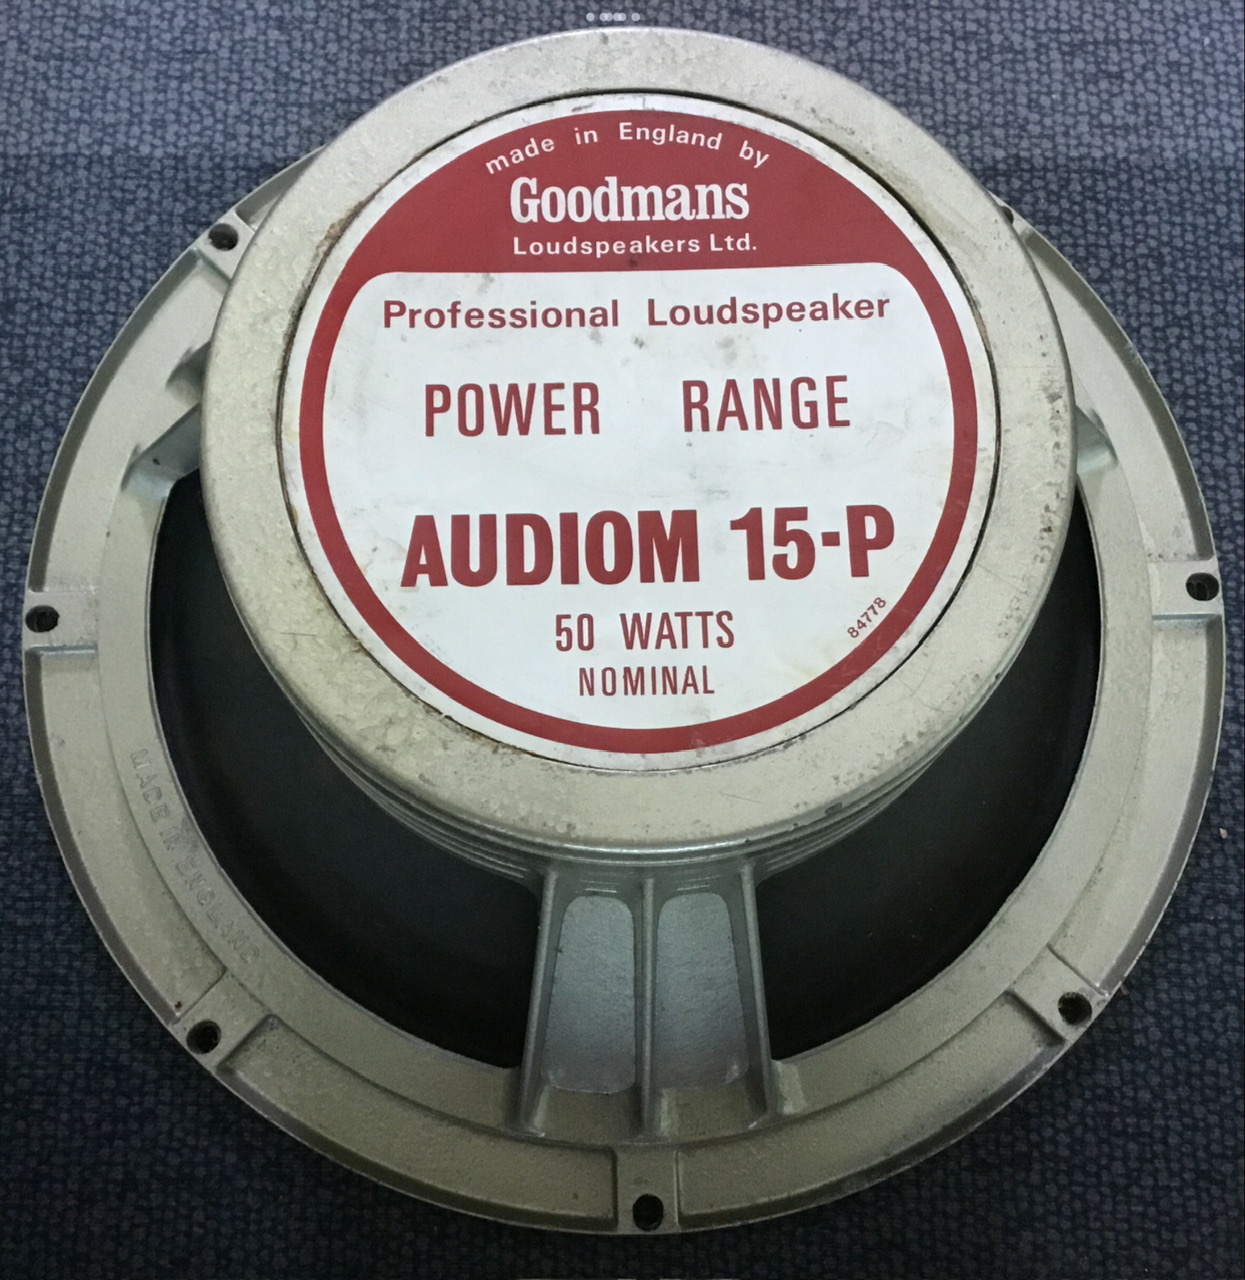 made in England by
Goodmans
Loudspeakers Ltd.
Professional Loudspeaker
POWER RANGE
AUDIOM 15-P
50 WATTS
84778
NOMINAL
MADE IN ENGLAND